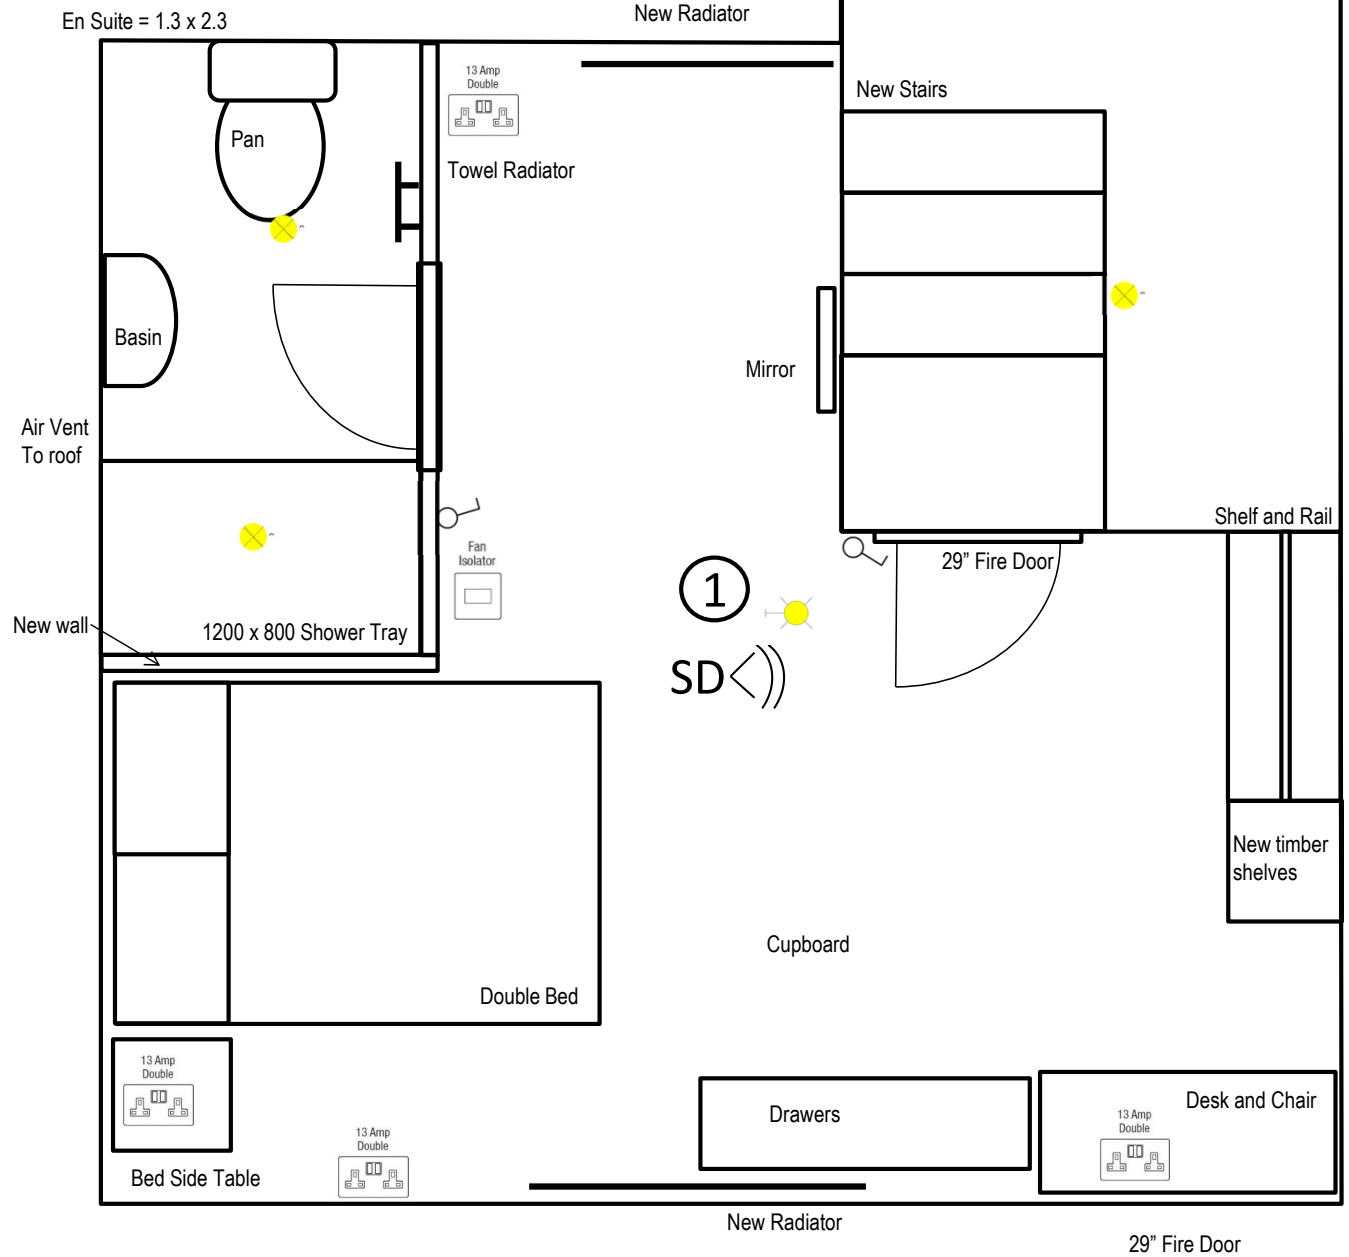 En Suite = 1.3 x 2.3
New Radiator
13 Amp
Double
New Stairs
Pan
Towel Radiator
Basin
Mirror
Air Vent
To roof
Shelf and Rail
Fan
Isolator
29” Fire Door
1
New wall
1200 x 800 Shower Tray
SD
New timber
shelves
Cupboard
Double Bed
13 Amp
Double
Drawers
Desk and Chair
13 Amp
Double
13 Amp
Double
Bed Side Table
New Radiator
29” Fire Door